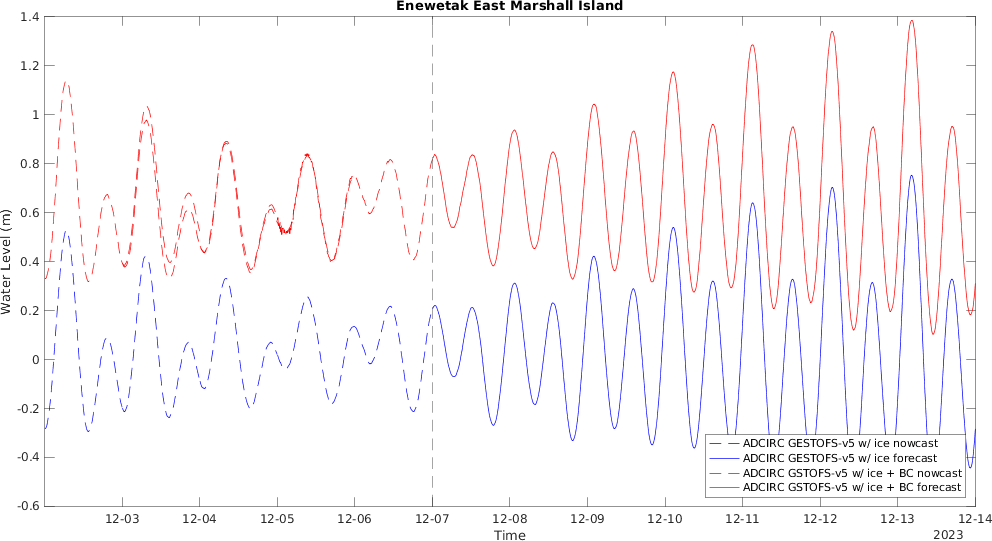 Enewetak East Marshall Island
Water Level (m)
1.4
1.2
1
0.8
0.6
0.4
0.2
0
-0.2
-0.4
-0.6
12-03 12-04 12-05 12-06 12-07 12-08 12-09 12-10 12-11 12-12 12-13 12-14
Time
2023
ADCIRC GESTOFS-v5 w/ ice nowcast
ADCIRC GESTOFS-v5 w/ ice forecast
ADCIRC GSTOFS-v5 w/ ice + BC nowcast
ADCIRC GSTOFS-v5 w/ ice + BC forecast